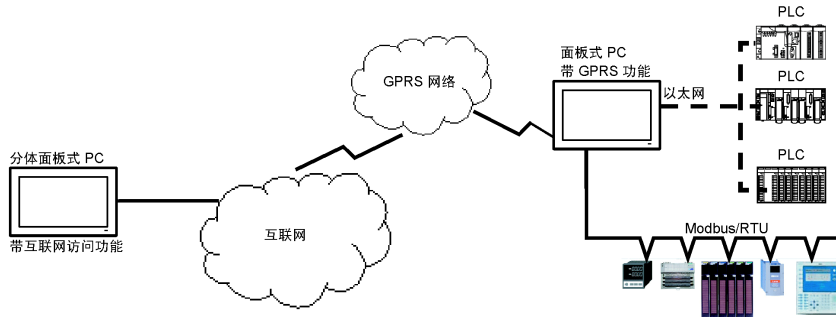 PLC
面板式 PC
带 GPRS 功能
GPRS 网络
以太网
PLC
分体面板式 PC
PLC
带互联网访问功能
互联网
Modbus/RTU